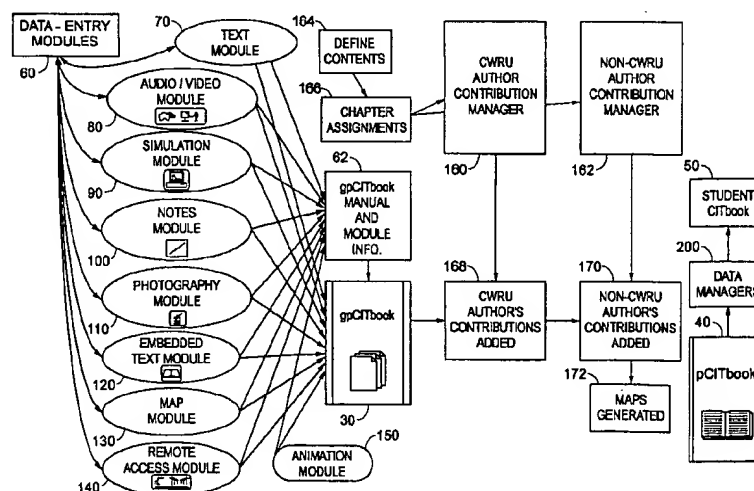 DATA-ENTRY
MODULES
60
70
TEXT
MODULE
AUDIO / VIDEO
MODULE
80
SIMULATION
MODULE
90
NOTES
MODULE
100
PHOTOGRAPHY
MODULE
110
EMBEDDED
TEXT MODULE
120
MAP
MODULE
130
REMOTE
ACCESS MODULE
140
164
DEFINE
CONTENTS
166
CHAPTER
ASSIGNMENTS
62
gpCITbook
MANUAL
AND
MODULE
INFO.
gpCITbook
30
150
ANIMATION
MODULE
CWRU
AUTHOR
CONTRIBUTION
MANAGER
160
168
CWRU
AUTHOR'S
CONTRIBUTIONS
ADDED
NON-CWRU
AUTHOR
CONTRIBUTION
MANAGER
162
170
NON-CWRU
AUTHOR'S
CONTRIBUTIONS
ADDED
172
MAPS
GENERATED
50
STUDENT
CITbook
200
DATA
MANAGERS
40
pCITbook